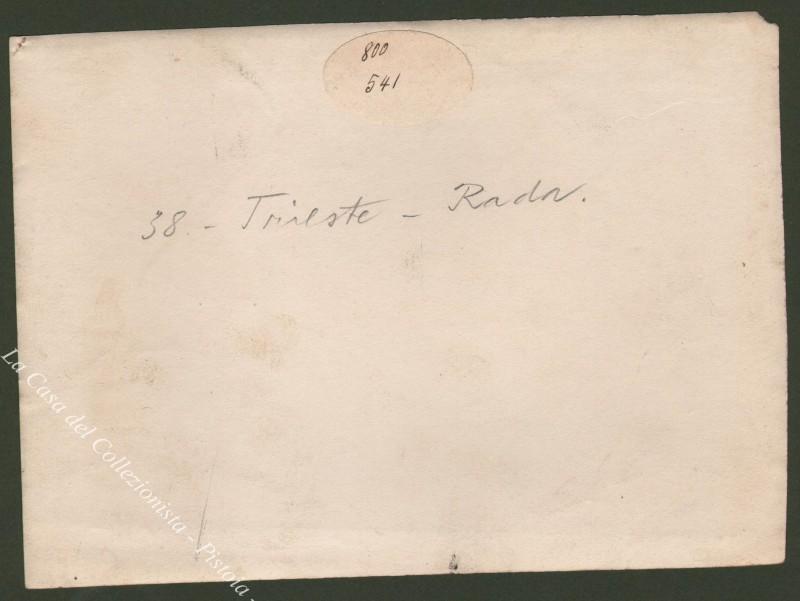 800
541
38. - Trieste - Rada.
La Casa del Collezionista - Pistoia -